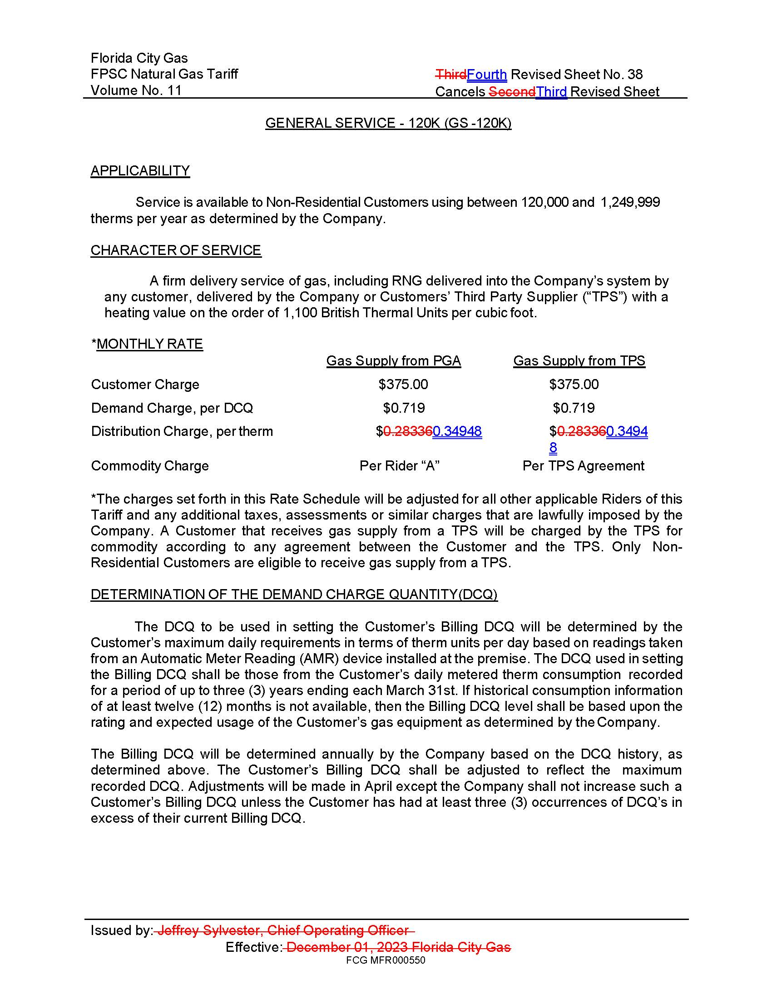 Florida City Gas
FPSC Natural Gas Tariff
ThirdFourth Revised Sheet No. 38
Volume No. 11
Cancels SecondThird Revised Sheet
GENERAL SERVICE - 120K (GS -120K)
APPLICABILITY
Service is available to Non-Residential Customers using between 120,000 and 1,249,999
therms per year as determined by the Company.
CHARACTER OF SERVICE
A firm delivery service of gas, including RNG delivered into the Company’s system by
any customer, delivered by the Company or Customers’ Third Party Supplier (“TPS”) with a
heating value on the order of 1,100 British Thermal Units per cubic foot.
*MONTHLY RATE
Gas Supply from PGA Gas Supply from TPS
Customer Charge $375.00 $375.00
Demand Charge, per DCQ $0.719 $0.719
Distribution Charge, per therm $0.283360.34948 $0.283360.3494
8
Commodity Charge Per Rider “A” Per TPS Agreement
*The charges set forth in this Rate Schedule will be adjusted for all other applicable Riders of this
Tariff and any additional taxes, assessments or similar charges that are lawfully imposed by the
Company. A Customer that receives gas supply from a TPS will be charged by the TPS for
commodity according to any agreement between the Customer and the TPS. Only Non-
Residential Customers are eligible to receive gas supply from a TPS.
DETERMINATION OF THE DEMAND CHARGE QUANTITY(DCQ)
The DCQ to be used in setting the Customer’s Billing DCQ will be determined by the
Customer’s maximum daily requirements in terms of therm units per day based on readings taken
from an Automatic Meter Reading (AMR) device installed at the premise. The DCQ used in setting
the Billing DCQ shall be those from the Customer’s daily metered therm consumption recorded
for a period of up to three (3) years ending each March 31st. If historical consumption information
of at least twelve (12) months is not available, then the Billing DCQ level shall be based upon the
rating and expected usage of the Customer’s gas equipment as determined by the Company.
The Billing DCQ will be determined annually by the Company based on the DCQ history, as
determined above. The Customer’s Billing DCQ shall be adjusted to reflect the maximum
recorded DCQ. Adjustments will be made in April except the Company shall not increase such a
Customer’s Billing DCQ unless the Customer has had at least three (3) occurrences of DCQ’s in
excess of their current Billing DCQ.
Issued by: Jeffrey Sylvester, Chief Operating Officer
Effective: December 01, 2023 Florida City Gas
FCG MFR000550